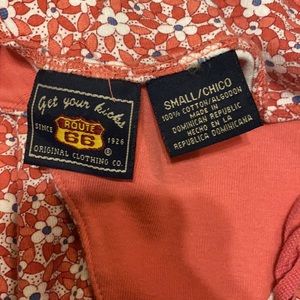 Get your kicks
SINCE
ROUTE
66
1926
®
ORIGINAL CLOTHING CO.
SMALL/CHICO
100% COTTON/ALGODON
MADE IN
DOMINICAN REPUBLIC
HECHO EN LA
REPUBLICA DOMINICANA